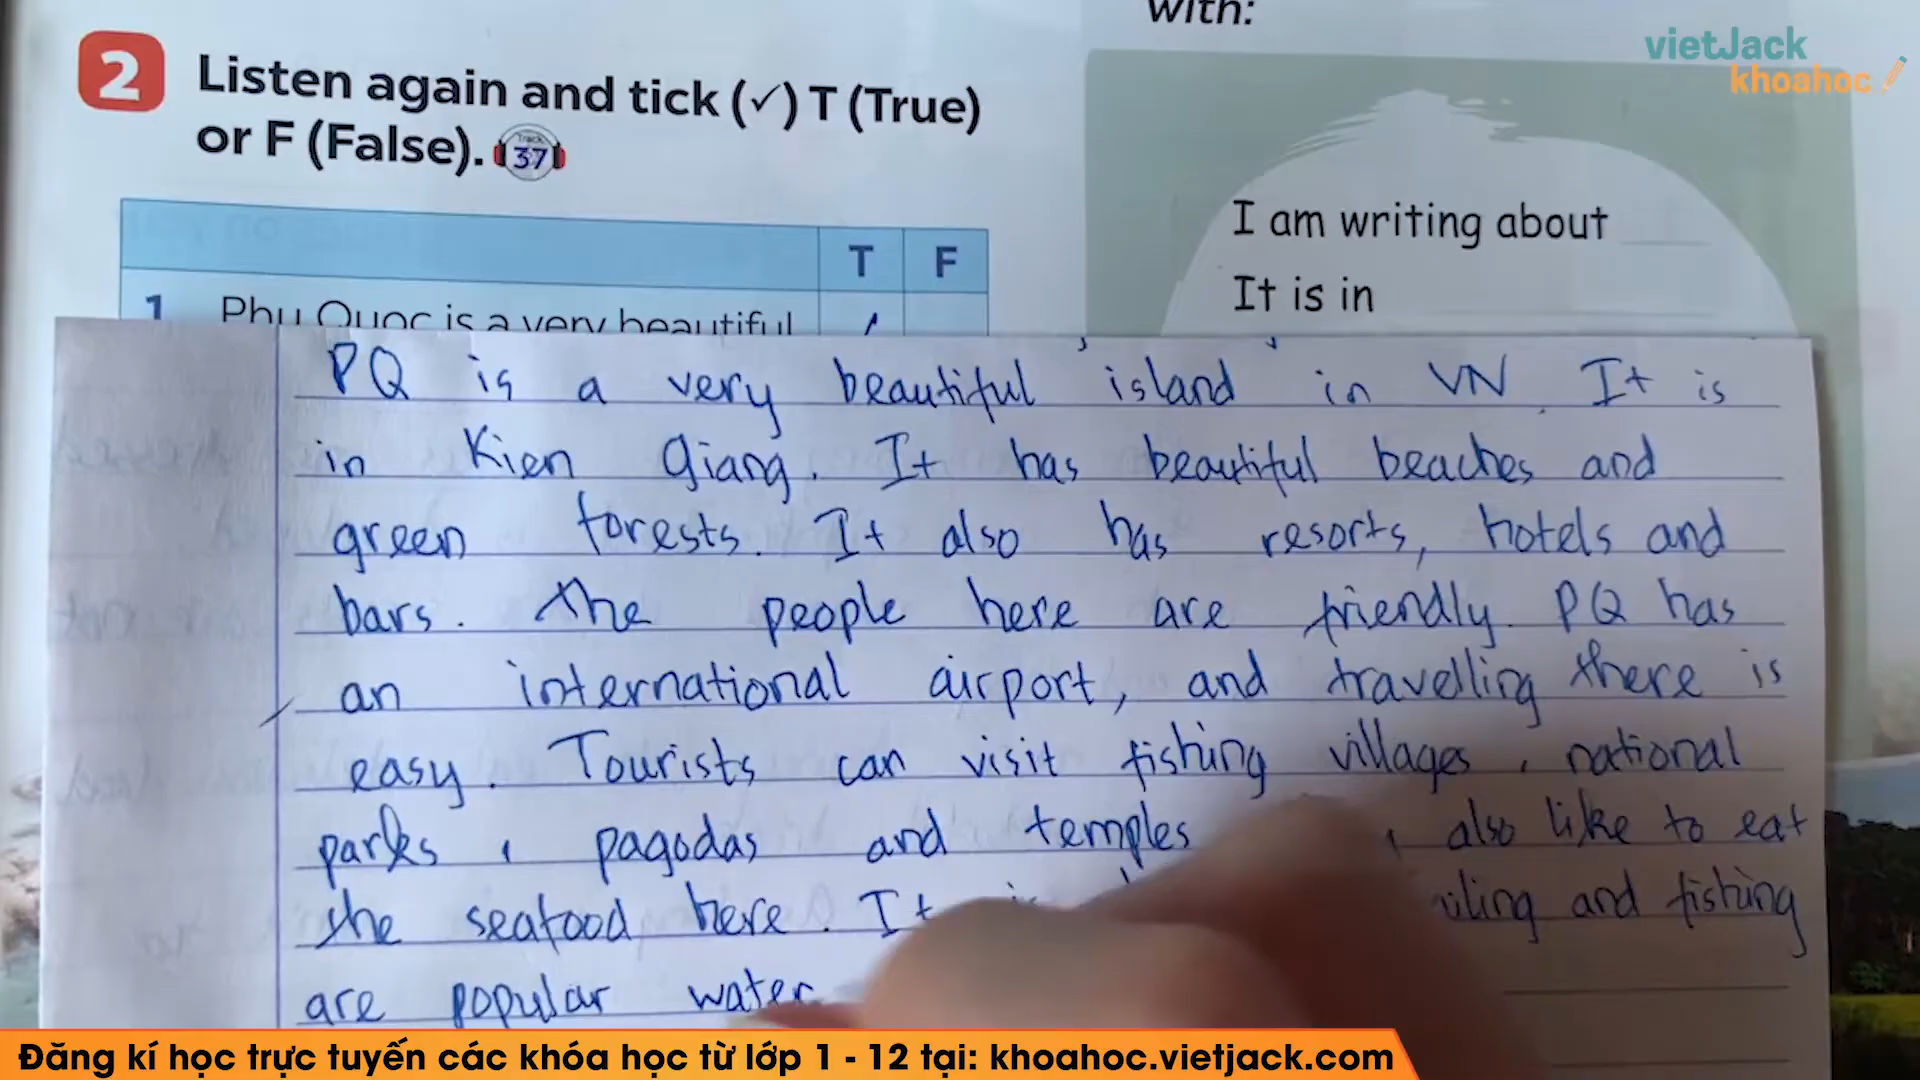 with:
vietJack
khoahoc
2 Listen again and tick (✓) T (True)
or F (False).
Track
37
T F
1 Phu Quoc is a very beautiful
I am writing about
It is in
PQ is a very beautiful island in VN. It is
in Kien Giang. It has beautiful beaches and
green forests. It also has resorts, hotels and
bars. The people here are friendly. PQ has
an international airport, and travelling there is
easy. Tourists can visit fishing villages, national
parks, pagodas and temples also like to eat
the seafood here. It and fishing
are popular water
Đăng kí học trực tuyến các khóa học từ lớp 1 - 12 tại: khoahoc.vietjack.com